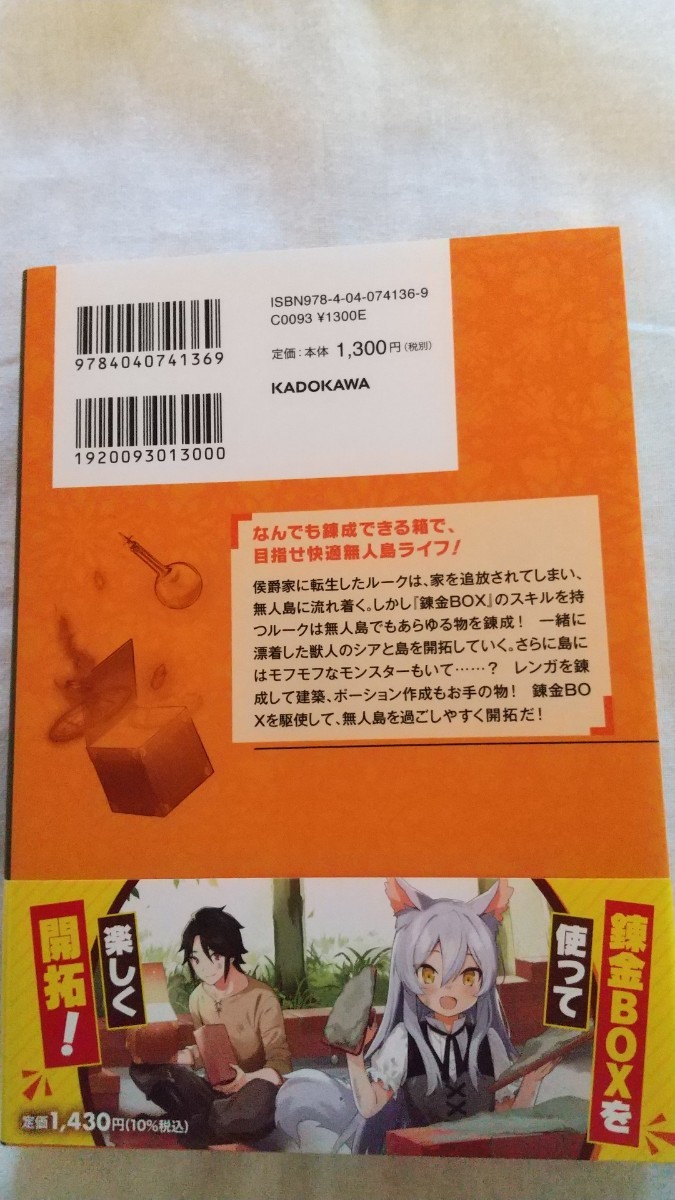 ISBN978-4-04-074136-9
C0093 ¥1300E
9784040741369
定価：本体 1,300円（税別）
KADOKAWA
1920093013000
なんでも錬成できる箱で、
目指せ快適無人島ライフ！
侯爵家に転生したルークは、家を追放されてしまい、
無人島に流れ着く。しかし『錬金BOX』のスキルを持
つルークは無人島でもあらゆる物を錬成！　一緒に
漂着した獣人のシアと島を開拓していく。さらに島に
はモフモフなモンスターもいて……？　レンガを錬
成して建築、ポーション作成もお手の物！　錬金BO
Xを駆使して、無人島を過ごしやすく開拓だ！
錬金BOXを
使って
楽しく
開拓！
定価1,430円（10%税込）